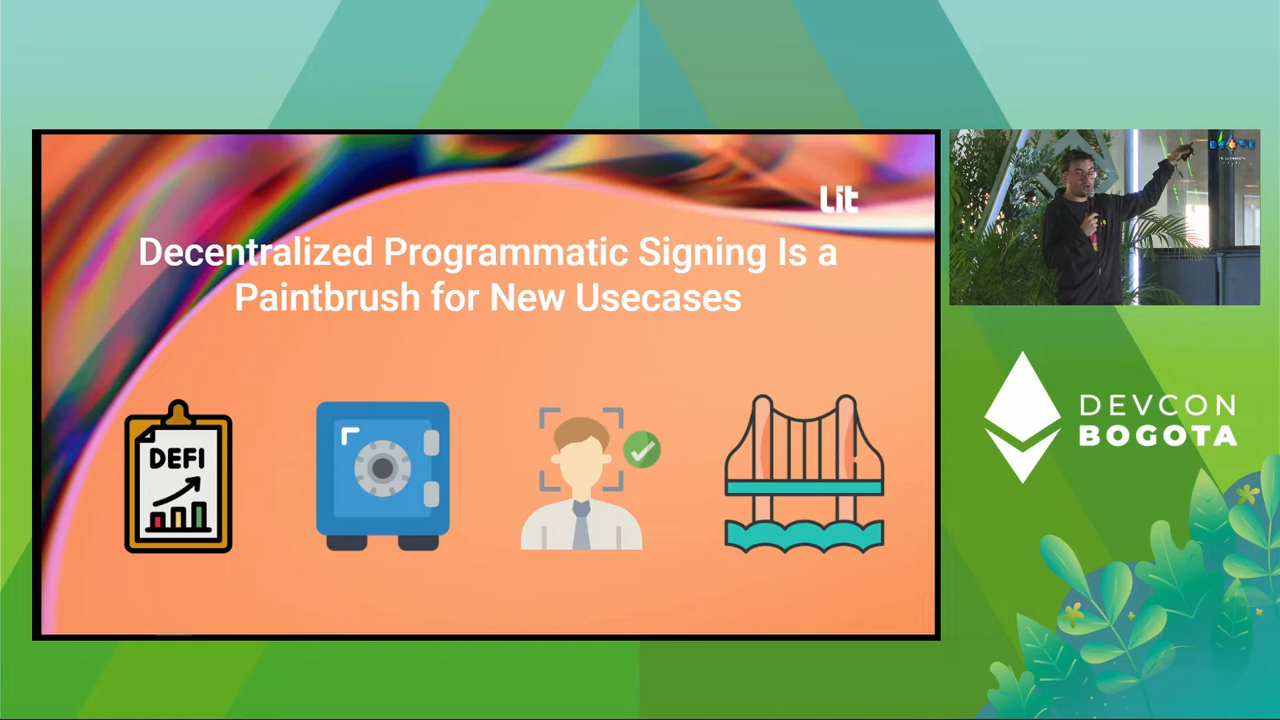 Lit
Decentralized Programmatic Signing Is a
Paintbrush for New Usecases
DEFI
DEVCON
BOGOTA